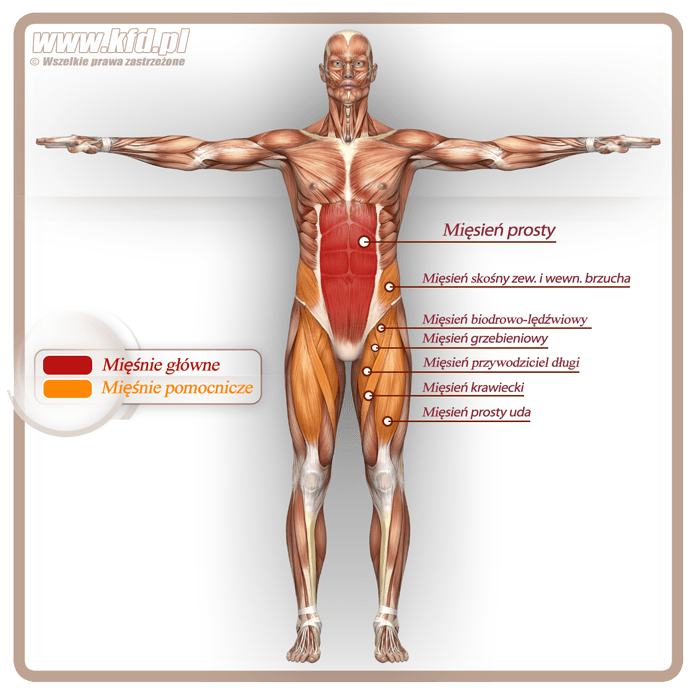 www.kfd.pl
© Wszelkie prawa zastrzeżone
Mięsień prosty
Mięsień skośny zew. i wewn. brzucha
Mięsień biodrowo-lędźwiowy
Mięsień grzebieniowy
Mięsień przywodziciel długi
Mięsień krawiecki
Mięsień prosty uda
Mięśnie główne
Mięśnie pomocnicze